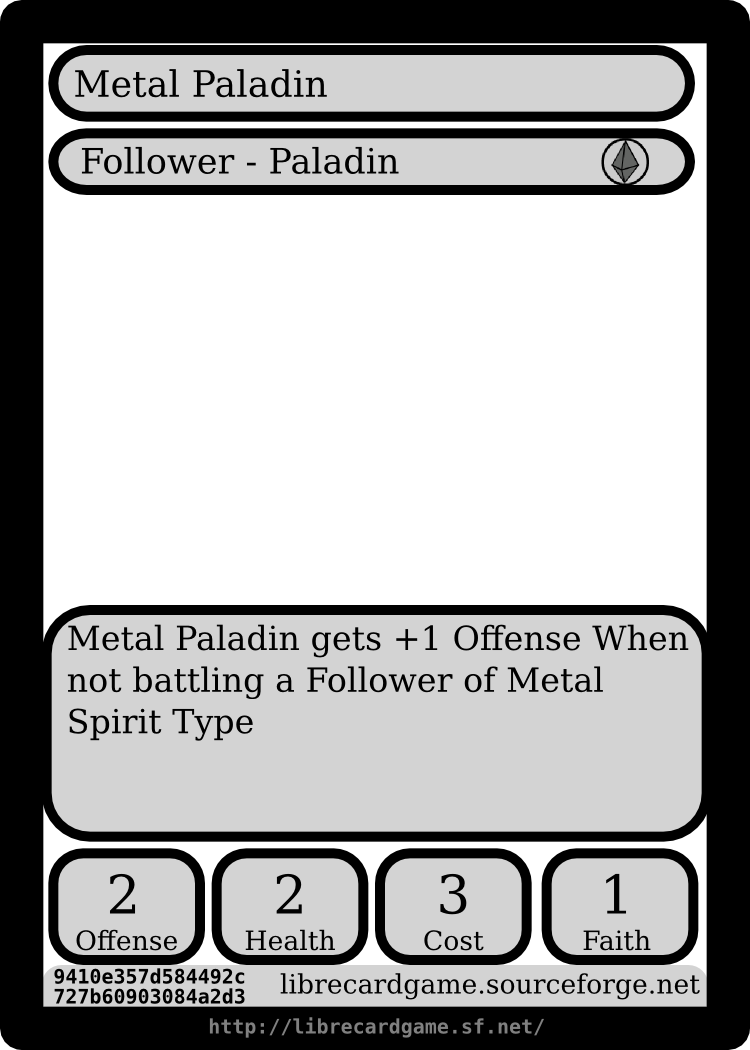 Metal Paladin
Follower - Paladin
Metal Paladin gets +1 Offense When
not battling a Follower of Metal
Spirit Type
2
Offense
2
Health
3
Cost
1
Faith
9410e357d584492c
727b60903084a2d3
librecardgame.sourceforge.net
http://librecardgame.sf.net/